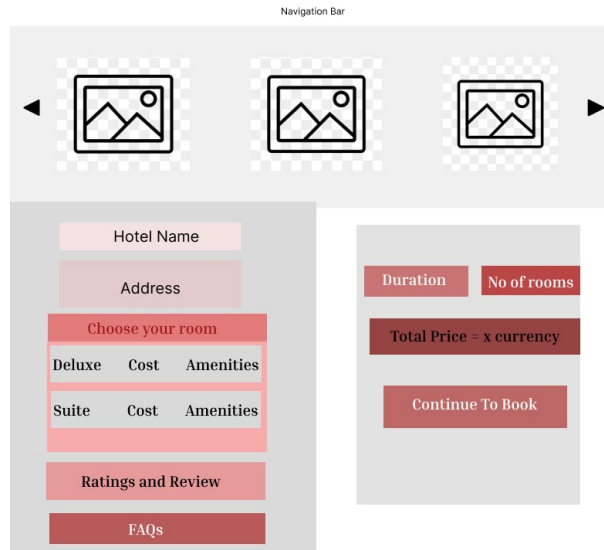 Navigation Bar
Hotel Name
Address
Choose your room
Deluxe Cost Amenities
Suite Cost Amenities
Ratings and Review
FAQs
Duration No of rooms
Total Price = x currency
Continue To Book